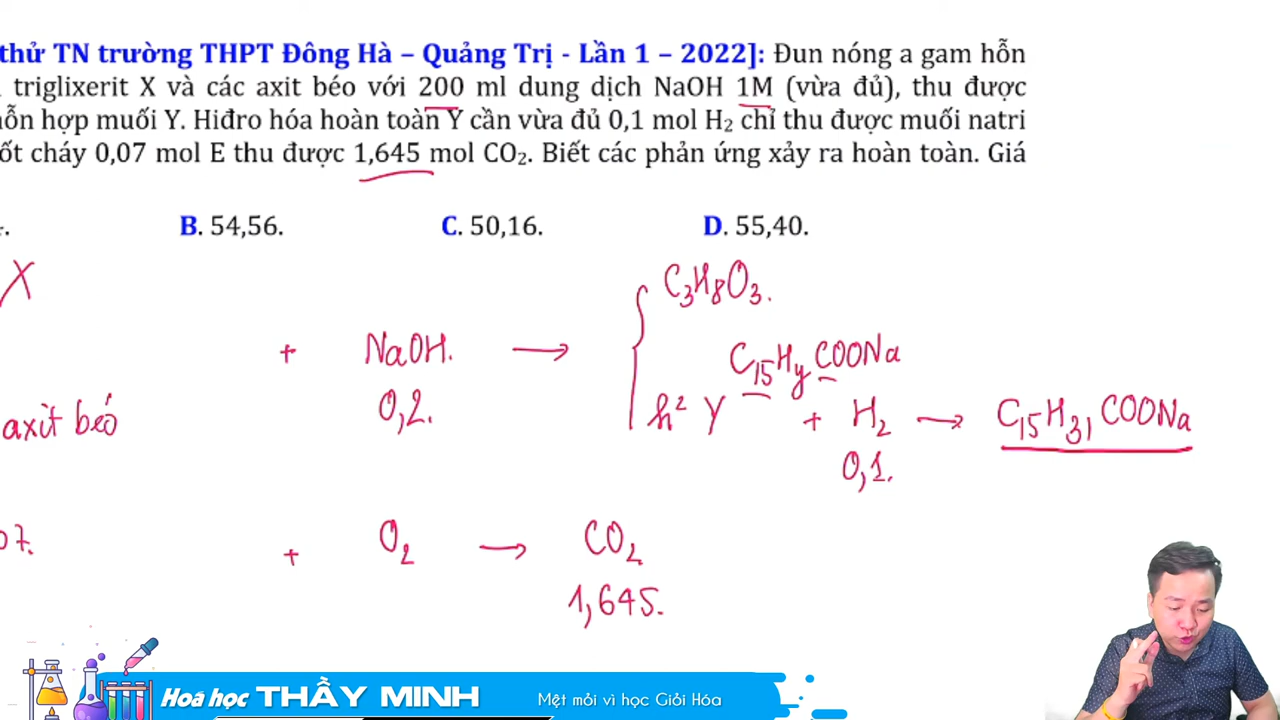 thử TN trường THPT Đông Hà – Quảng Trị - Lần 1 – 2022]: Đun nóng a gam hỗn
triglixerit X và các axit béo với 200 ml dung dịch NaOH 1M (vừa đủ), thu được
hỗn hợp muối Y. Hiđro hóa hoàn toàn Y cần vừa đủ 0,1 mol H₂ chỉ thu được muối natri
ốt cháy 0,07 mol E thu được 1,645 mol CO₂. Biết các phản ứng xảy ra hoàn toàn. Giá
B. 54,56. C. 50,16. D. 55,40.
X
C₃H₈O₃.
+ NaOH. → C₁₅HyCOONa
0,2.
axit béo
h² Y + H₂ → C₁₅H₃₁COONa
0,1.
07. + O₂ → CO₂
1,645.
Hoá học THẦY MINH Mệt mỏi vì học Giỏi Hóa